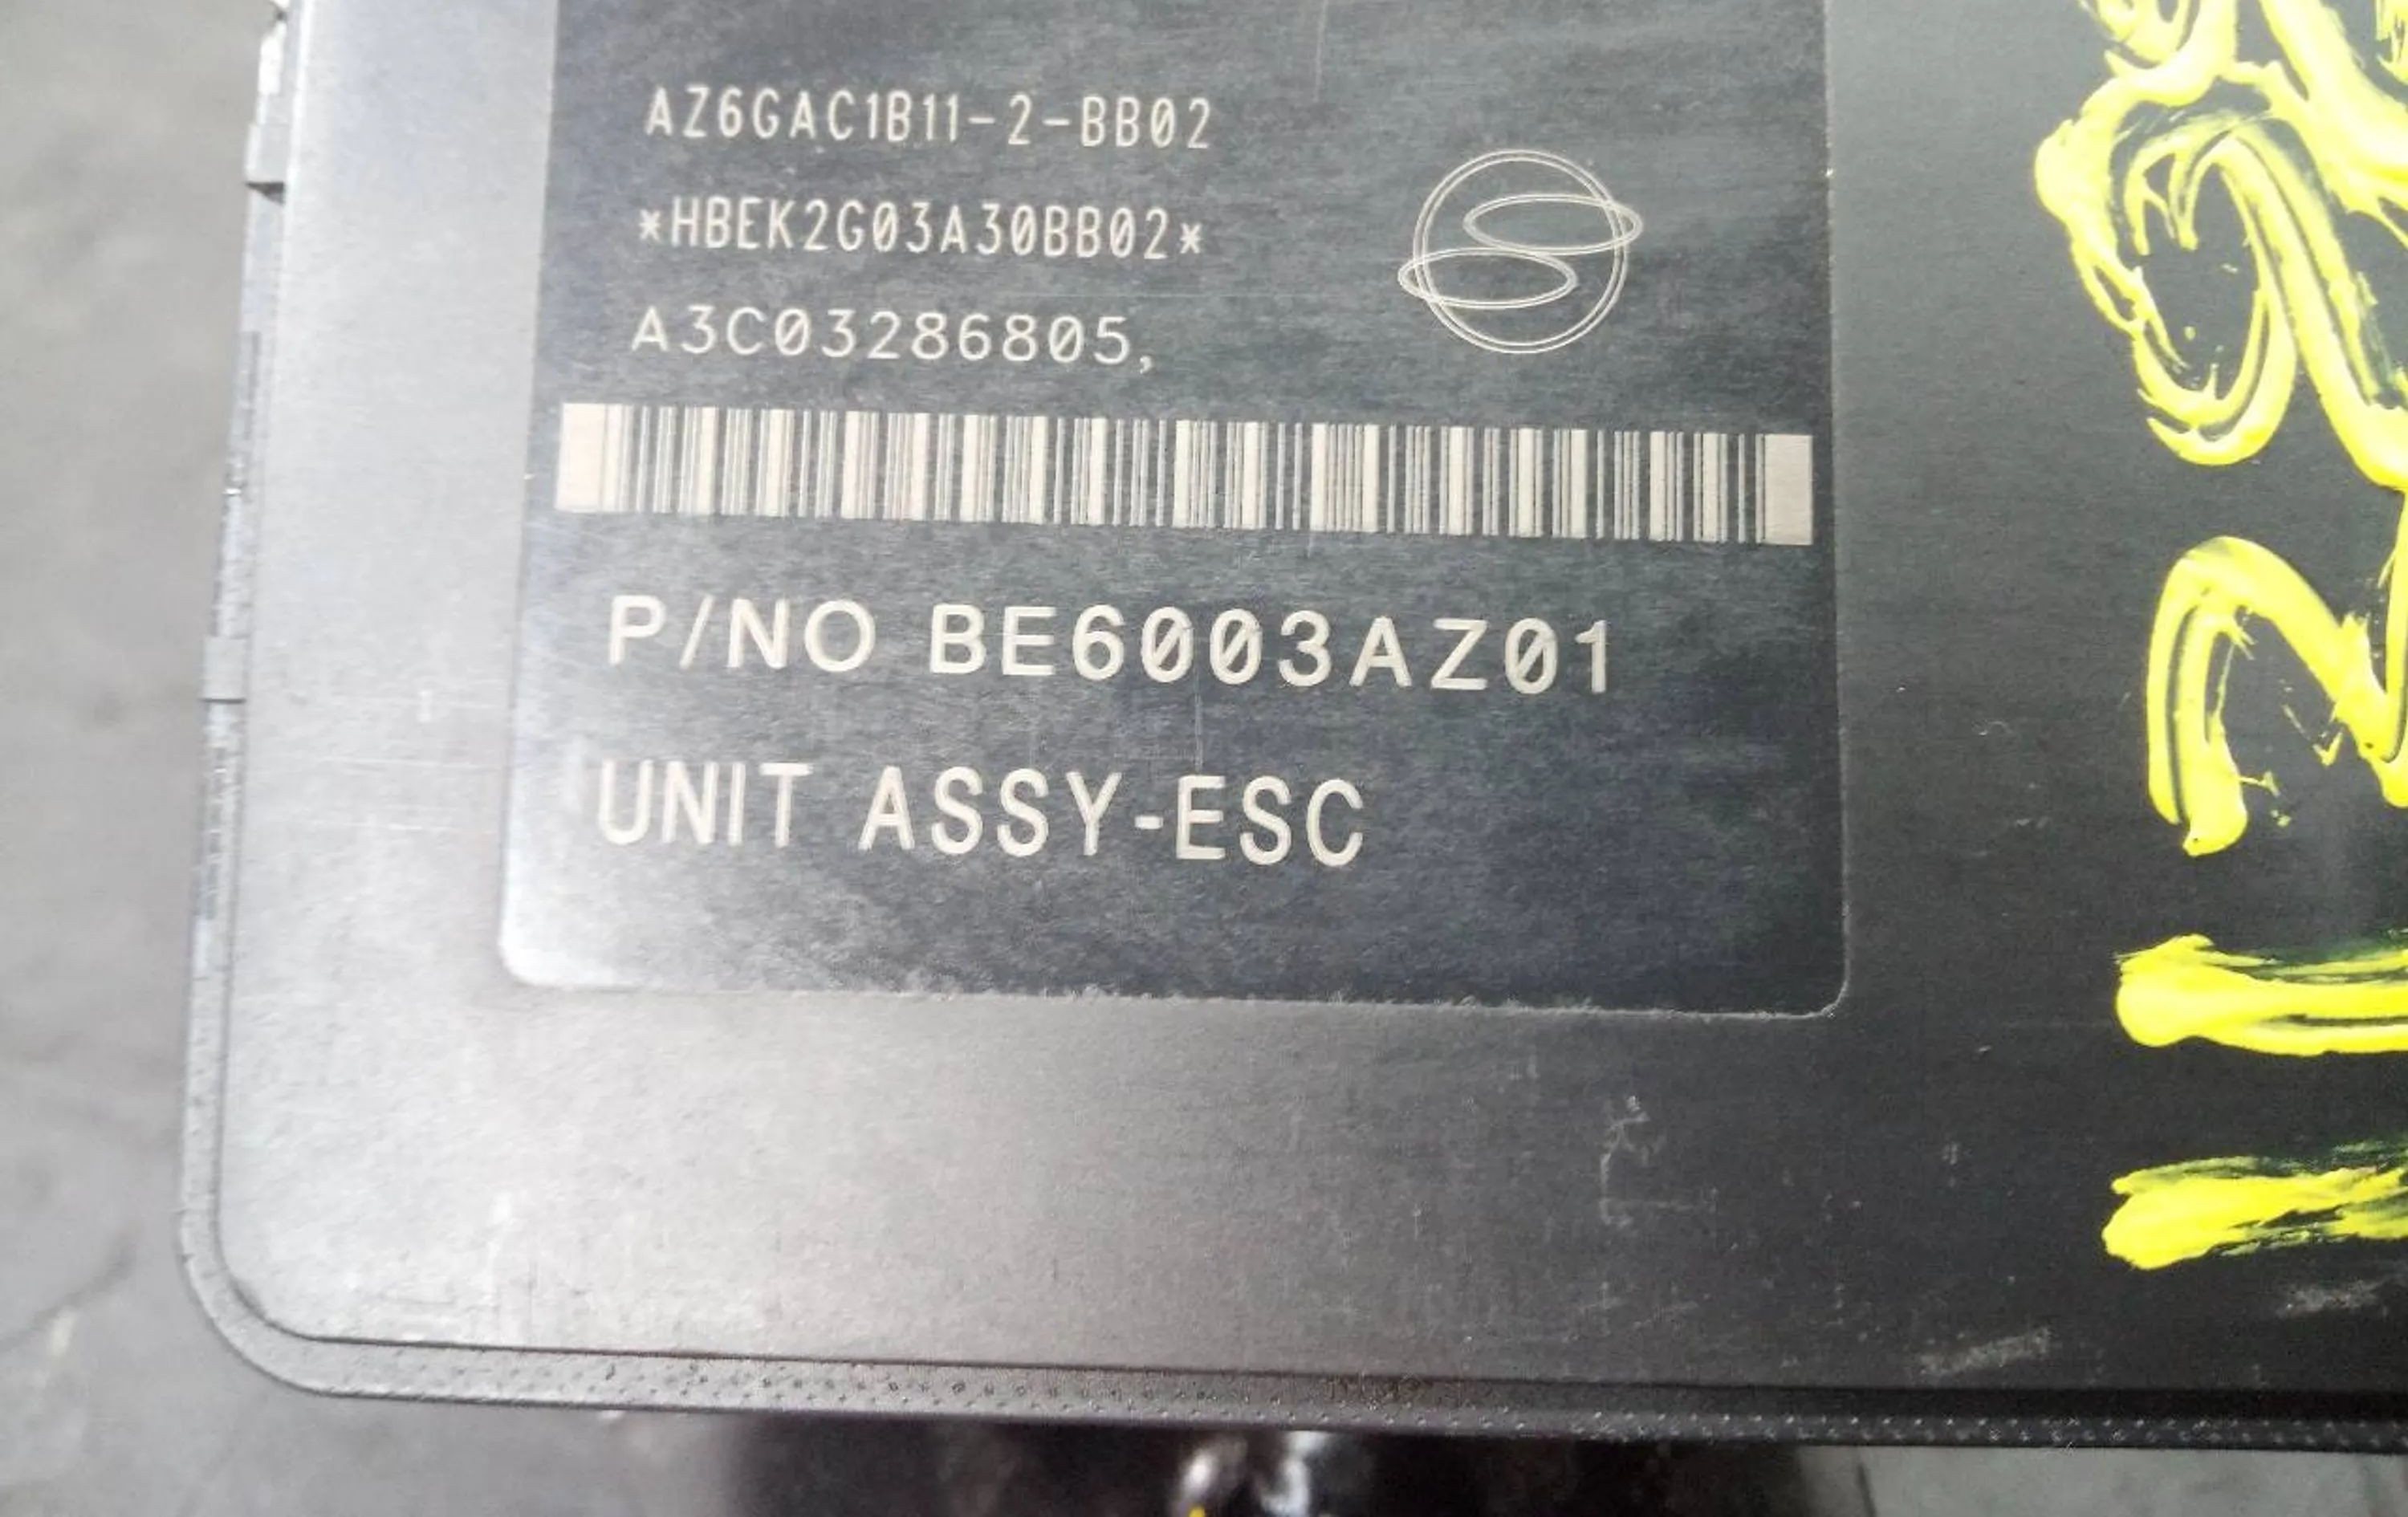 AZ6GAC1B11-2-BB02
*HBEK2G03A30BB02*
A3C03286805,
P/NO BE6003AZ01
UNIT ASSY-ESC